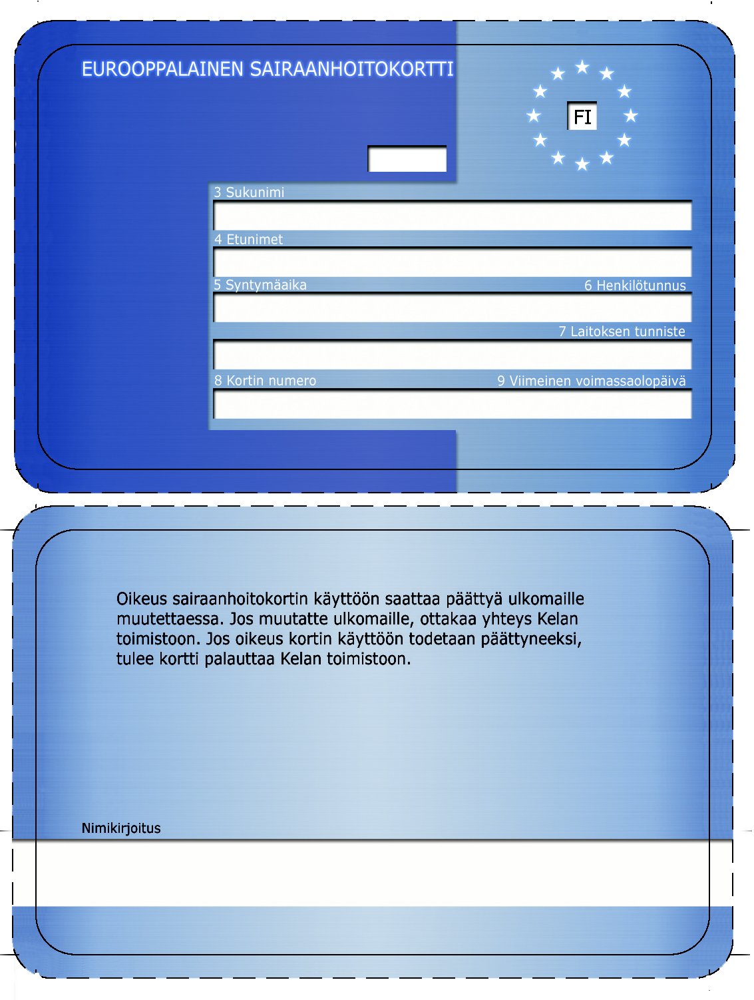 EUROOPPALAINEN SAIRAANHOITOKORTTI
FI
3 Sukunimi
4 Etunimet
5 Syntymäaika 6 Henkilötunnus
7 Laitoksen tunniste
8 Kortin numero 9 Viimeinen voimassaolopäivä
Oikeus sairaanhoitokortin käyttöön saattaa päättyä ulkomaille
muutettaessa. Jos muutatte ulkomaille, ottakaa yhteys Kelan
toimistoon. Jos oikeus kortin käyttöön todetaan päättyneeksi,
tulee kortti palauttaa Kelan toimistoon.
Nimikirjoitus